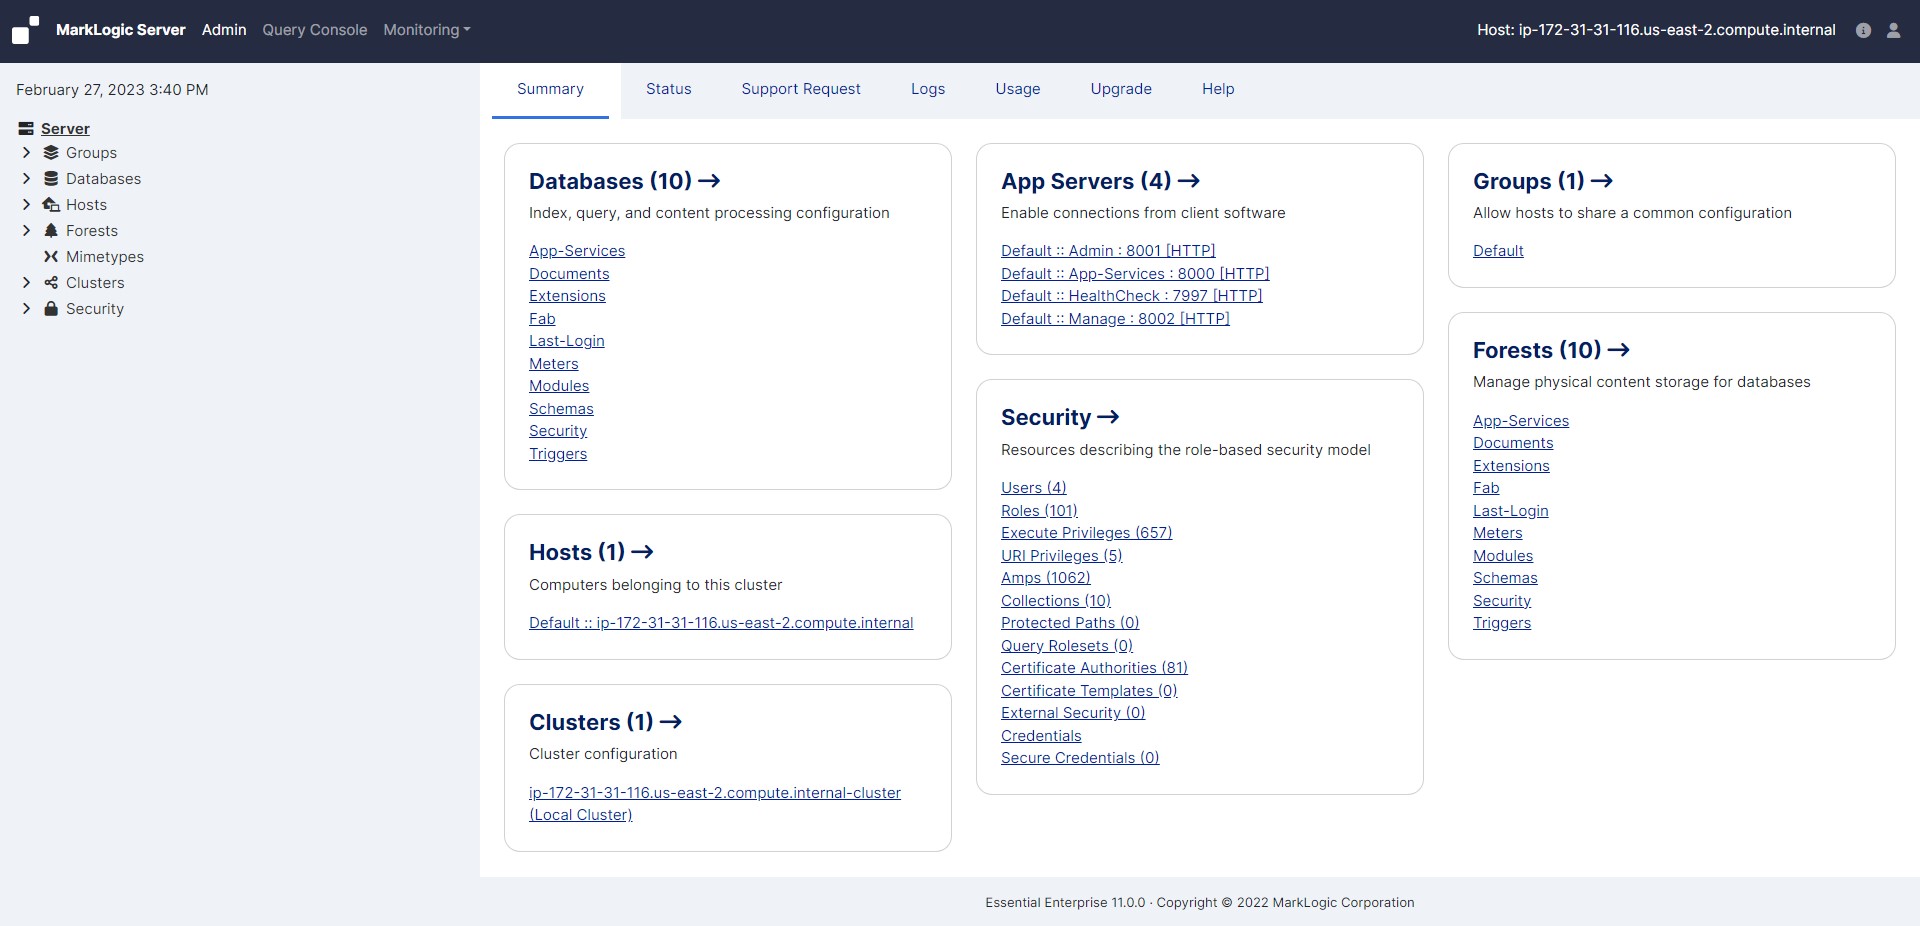 MarkLogic Server Admin Query Console Monitoring
Host: ip-172-31-31-116.us-east-2.compute.internal
February 27, 2023 3:40 PM
Server
Groups
Databases
Hosts
Forests
Mimetypes
Clusters
Security
Summary Status Support Request Logs Usage Upgrade Help
Databases (10)
Index, query, and content processing configuration
App-Services
Documents
Extensions
Fab
Last-Login
Meters
Modules
Schemas
Security
Triggers
Hosts (1)
Computers belonging to this cluster
Default :: ip-172-31-31-116.us-east-2.compute.internal
Clusters (1)
Cluster configuration
ip-172-31-31-116.us-east-2.compute.internal-cluster
(Local Cluster)
App Servers (4)
Enable connections from client software
Default :: Admin : 8001 [HTTP]
Default :: App-Services : 8000 [HTTP]
Default :: HealthCheck : 7997 [HTTP]
Default :: Manage : 8002 [HTTP]
Security
Resources describing the role-based security model
Users (4)
Roles (101)
Execute Privileges (657)
URI Privileges (5)
Amps (1062)
Collections (10)
Protected Paths (0)
Query Rolesets (0)
Certificate Authorities (81)
Certificate Templates (0)
External Security (0)
Credentials
Secure Credentials (0)
Groups (1)
Allow hosts to share a common configuration
Default
Forests (10)
Manage physical content storage for databases
App-Services
Documents
Extensions
Fab
Last-Login
Meters
Modules
Schemas
Security
Triggers
Essential Enterprise 11.0.0 · Copyright © 2022 MarkLogic Corporation